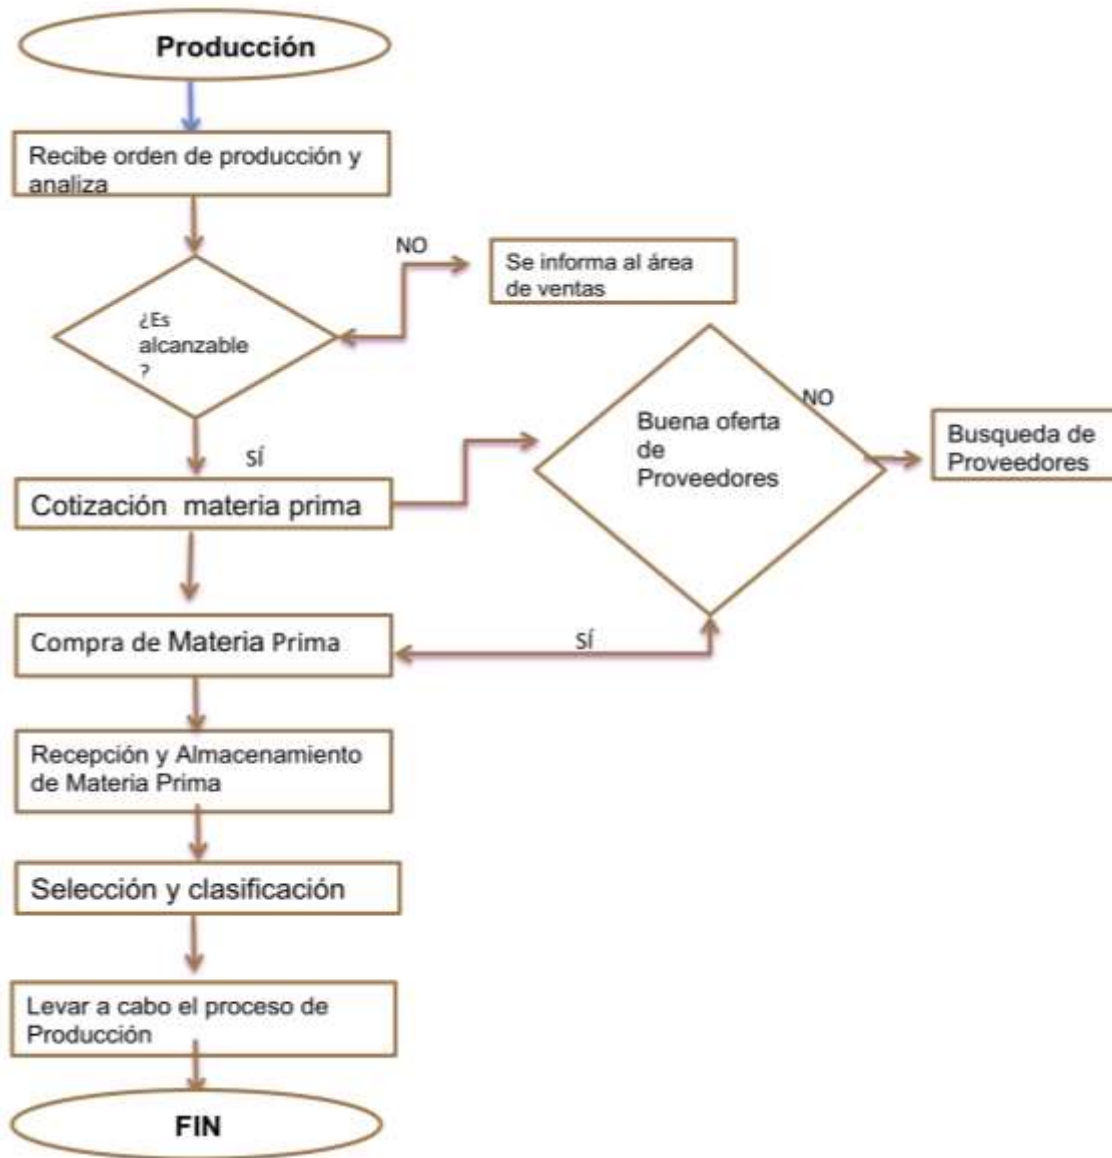 Producción
Recibe orden de producción y
analiza
NO
Se informa al área
de ventas
¿Es
alcanzable
?
SÍ
Buena oferta
de
Proveedores
NO
Busqueda de
Proveedores
Cotización materia prima
Compra de Materia Prima
SÍ
Recepción y Almacenamiento
de Materia Prima
Selección y clasificación
Levar a cabo el proceso de
Producción
FIN